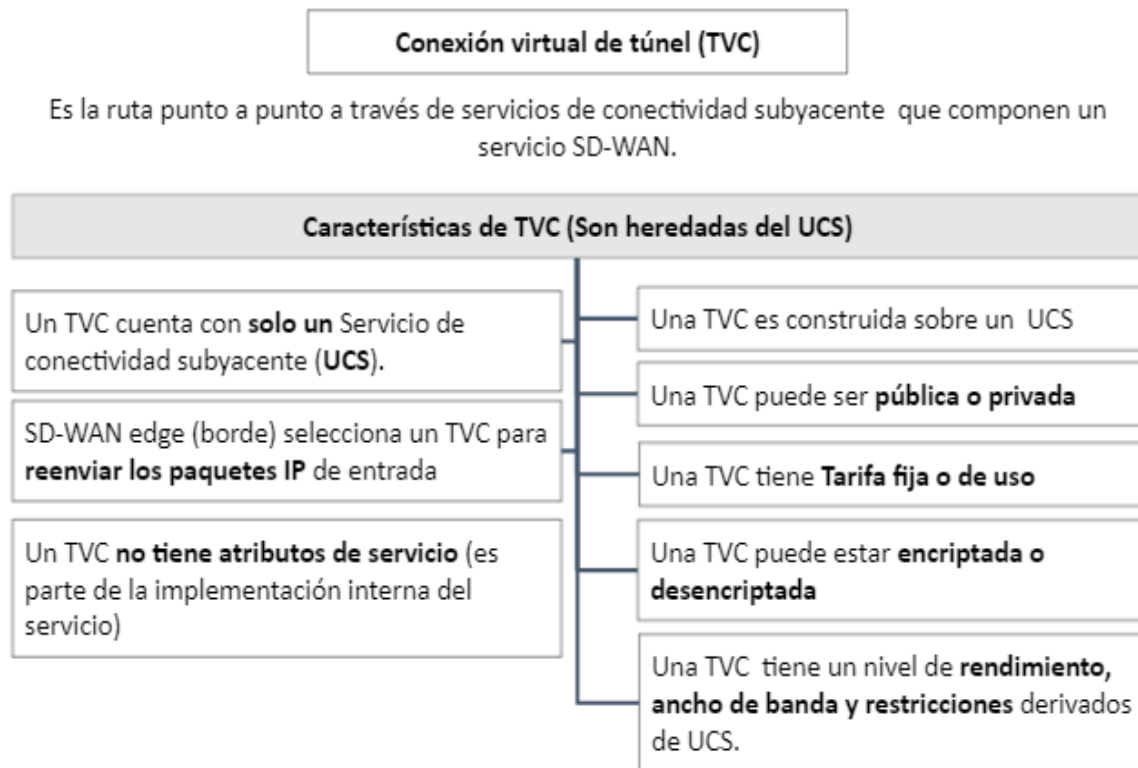 Conexión virtual de túnel (TVC)
Es la ruta punto a punto a través de servicios de conectividad subyacente que componen un
servicio SD-WAN.
Características de TVC (Son heredadas del UCS)
Un TVC cuenta con solo un Servicio de
conectividad subyacente (UCS).
SD-WAN edge (borde) selecciona un TVC para
reenviar los paquetes IP de entrada
Un TVC no tiene atributos de servicio (es
parte de la implementación interna del
servicio)
Una TVC es construida sobre un UCS
Una TVC puede ser pública o privada
Una TVC tiene Tarifa fija o de uso
Una TVC puede estar encriptada o
desencriptada
Una TVC tiene un nivel de rendimiento,
ancho de banda y restricciones derivados
de UCS.